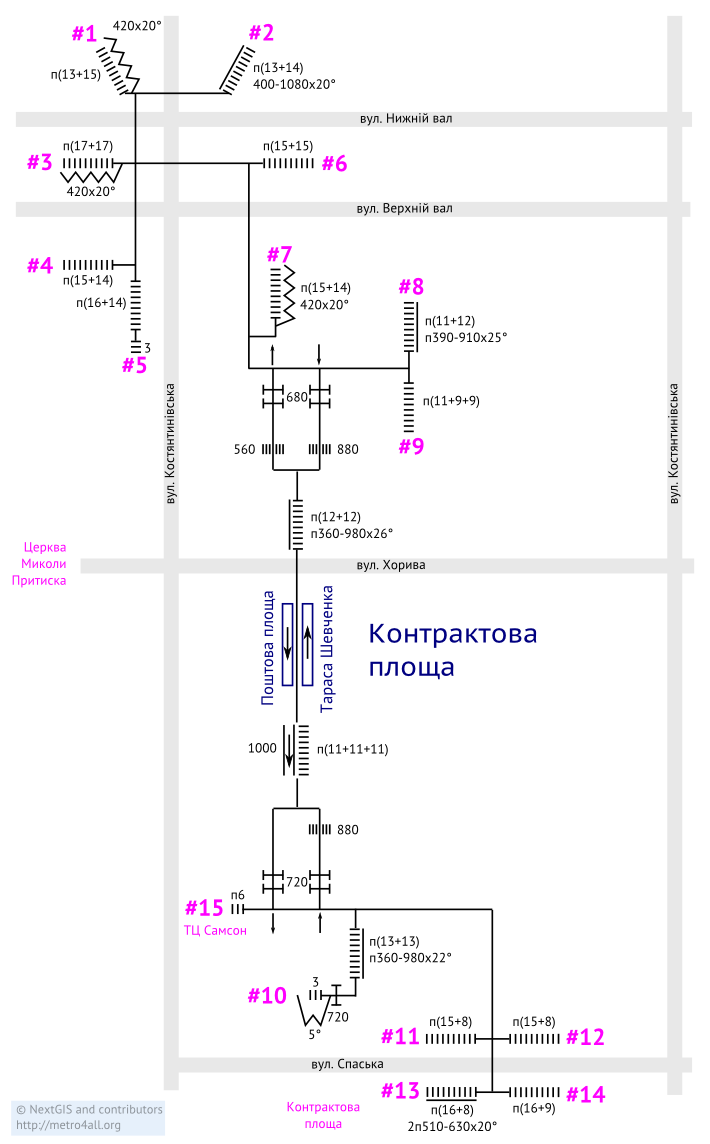 420x20°
#1
#2
п(13+15)
п(13+14)
400-1080x20°
вул. Нижній вал
п(17+17)
п(15+15)
#3
#6
420x20°
вул. Верхній вал
#7
#4
п(15+14)
п(15+14)
420x20°
#8
п(16+14)
п(11+12)
п390-910x25°
3
#5
680
п(11+9+9)
вул. Костянтинівська
вул. Костянтинівська
560
880
#9
п(12+12)
п360-980x26°
Церква
Миколи
Притиска
вул. Хорива
Поштова площа
Тараса Шевченка
Контрактова
площа
1000
п(11+11+11)
880
720
п6
#15
ТЦ Самсон
п(13+13)
п360-980x22°
3
#10
720
5°
п(15+8)
п(15+8)
#11
#12
вул. Спаська
#13
#14
п(16+8)
п(16+9)
2п510-630x20°
Контрактова
площа
© NextGIS and contributors
http://metro4all.org